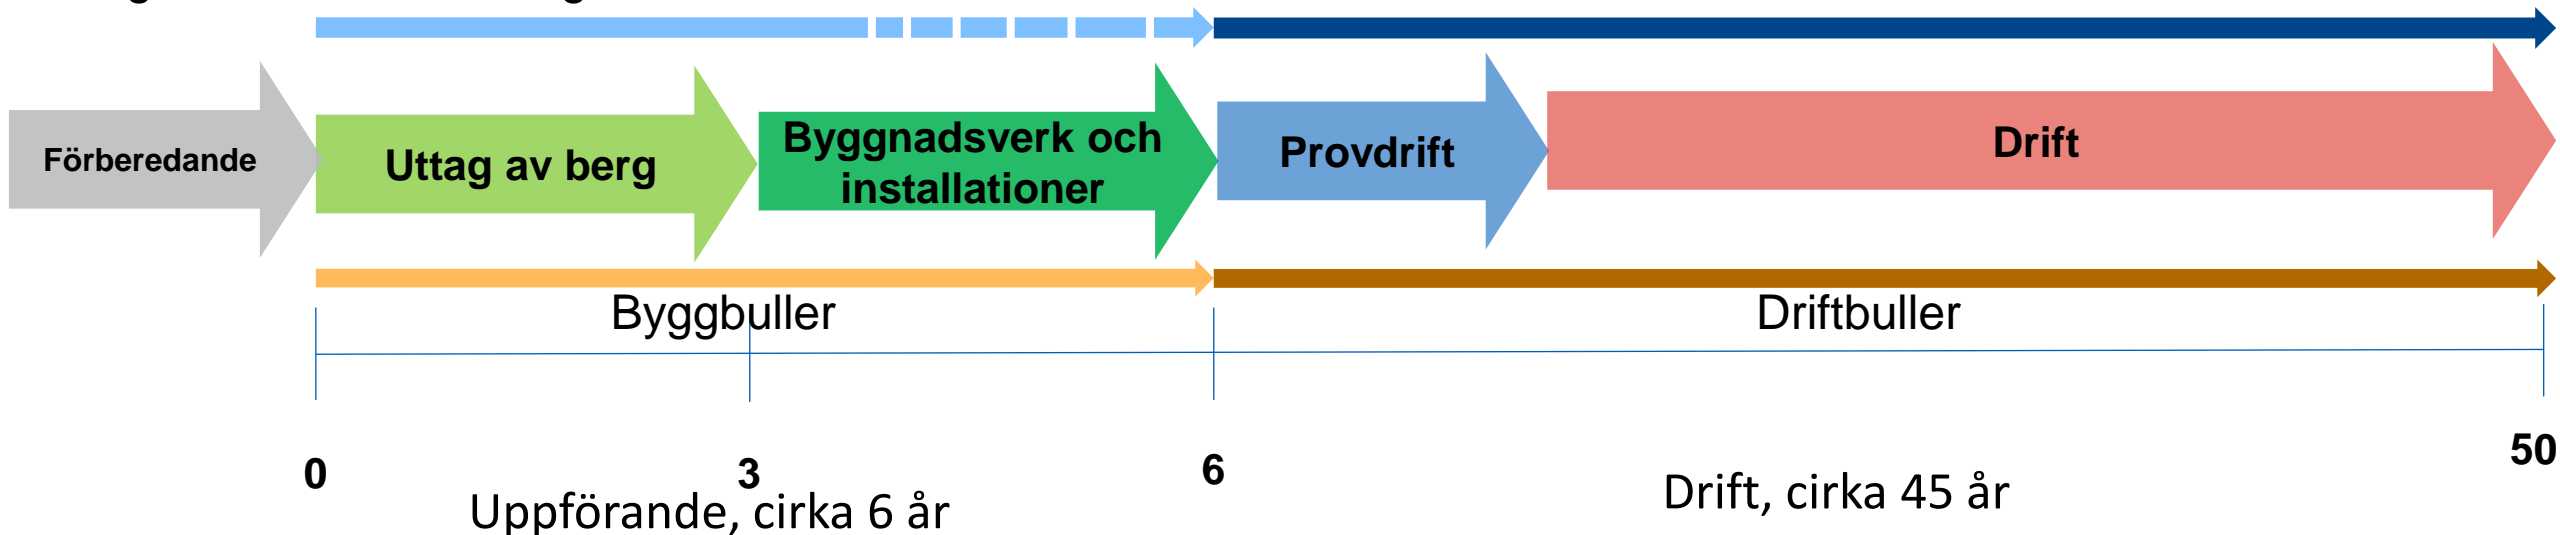 Förberedande
Uttag av berg
Byggnadsverk och
installationer
Provdrift
Drift
Byggbuller
Driftbuller
0
3
6
50
Uppförande, cirka 6 år
Drift, cirka 45 år